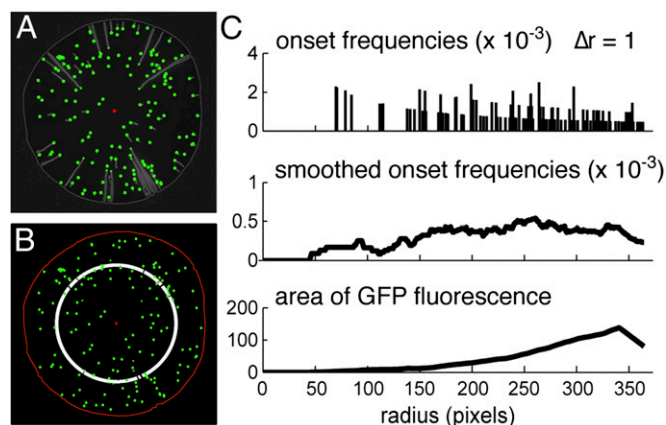 A
B
C
onset frequencies (x 10⁻³) Δr = 1
4
2
0
smoothed onset frequencies (x 10⁻³)
1
0.5
0
area of GFP fluorescence
200
100
0
0 50 100 150 200 250 300 350
radius (pixels)